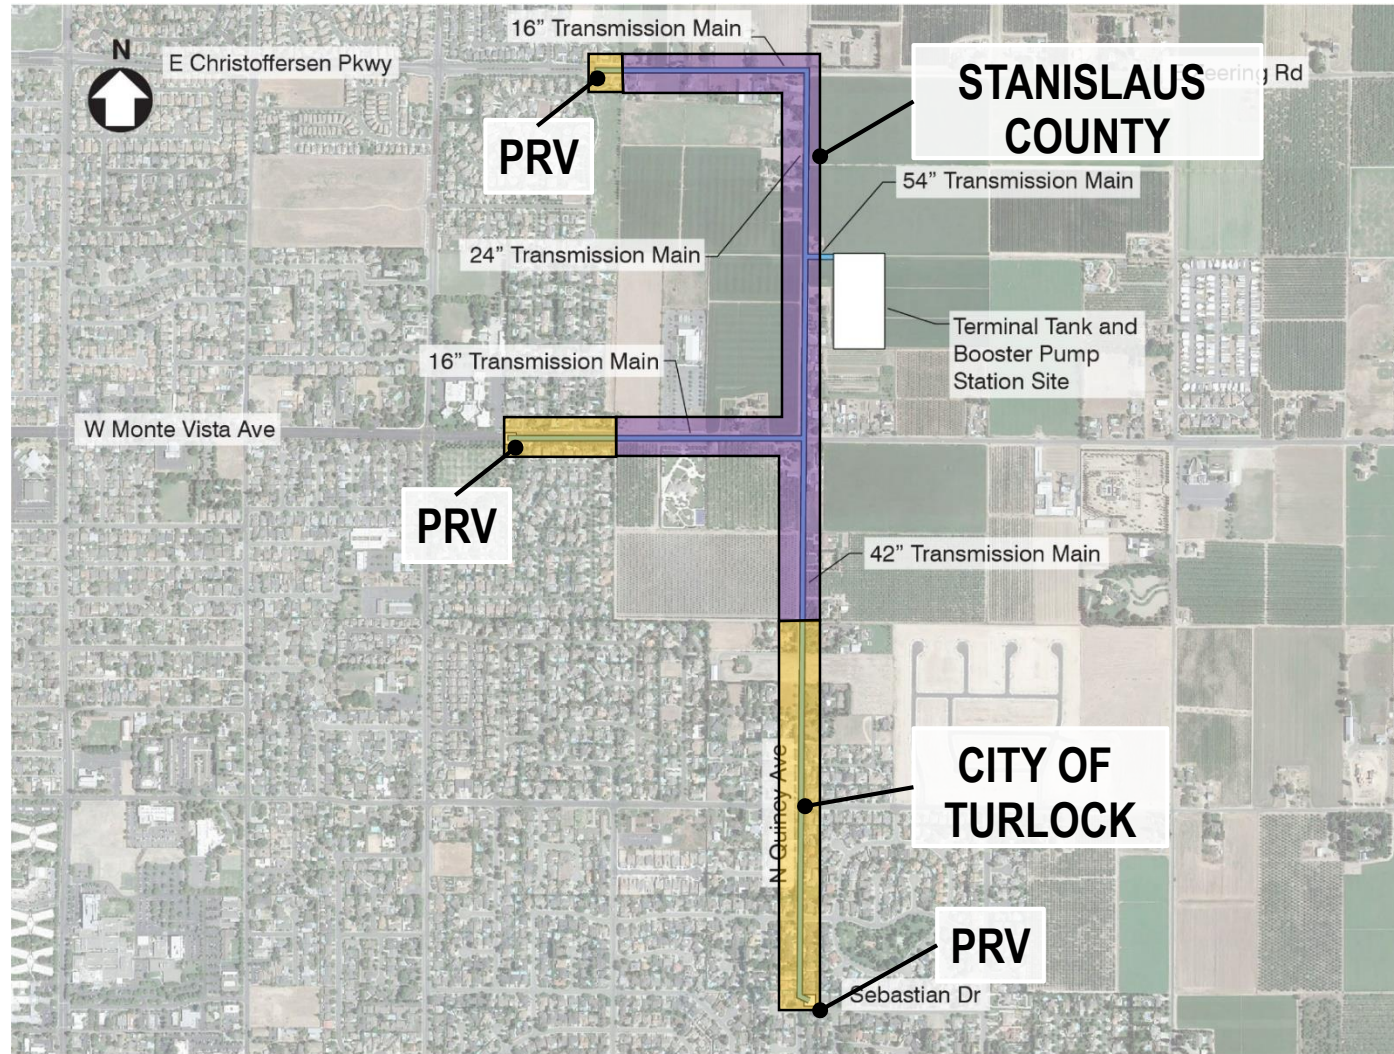 16” Transmission Main
N
E Christoffersen Pkwy
STANISLAUS
COUNTY
eering Rd
PRV
54” Transmission Main
24” Transmission Main
Terminal Tank and
Booster Pump
Station Site
16” Transmission Main
W Monte Vista Ave
PRV
42” Transmission Main
CITY OF
TURLOCK
N Quincy Ave
PRV
Sebastian Dr